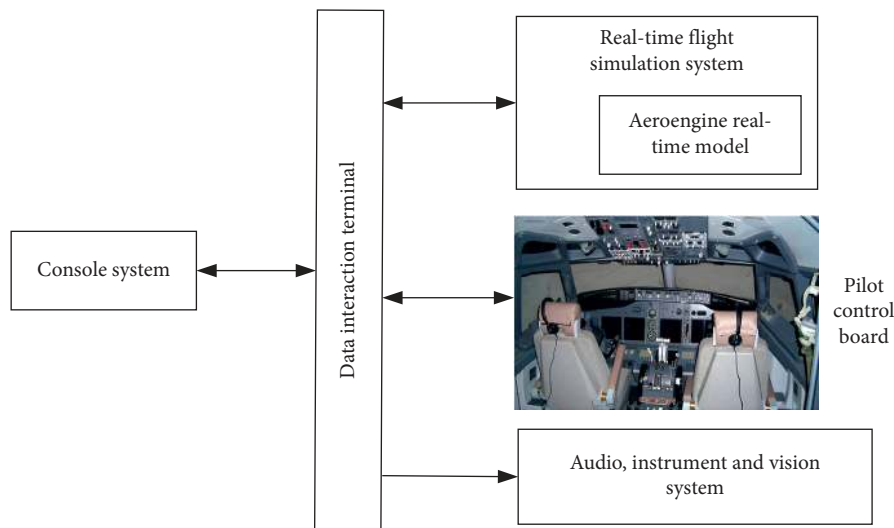 Real-time flight
simulation system
Aeroengine real-
time model
Console system
Data interaction terminal
Pilot
control
board
Audio, instrument and vision
system